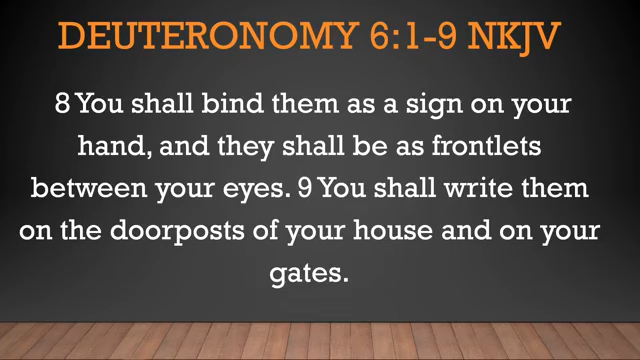 DEUTERONOMY 6:1-9 NKJV
8 You shall bind them as a sign on your
hand, and they shall be as frontlets
between your eyes. 9 You shall write them
on the doorposts of your house and on your
gates.